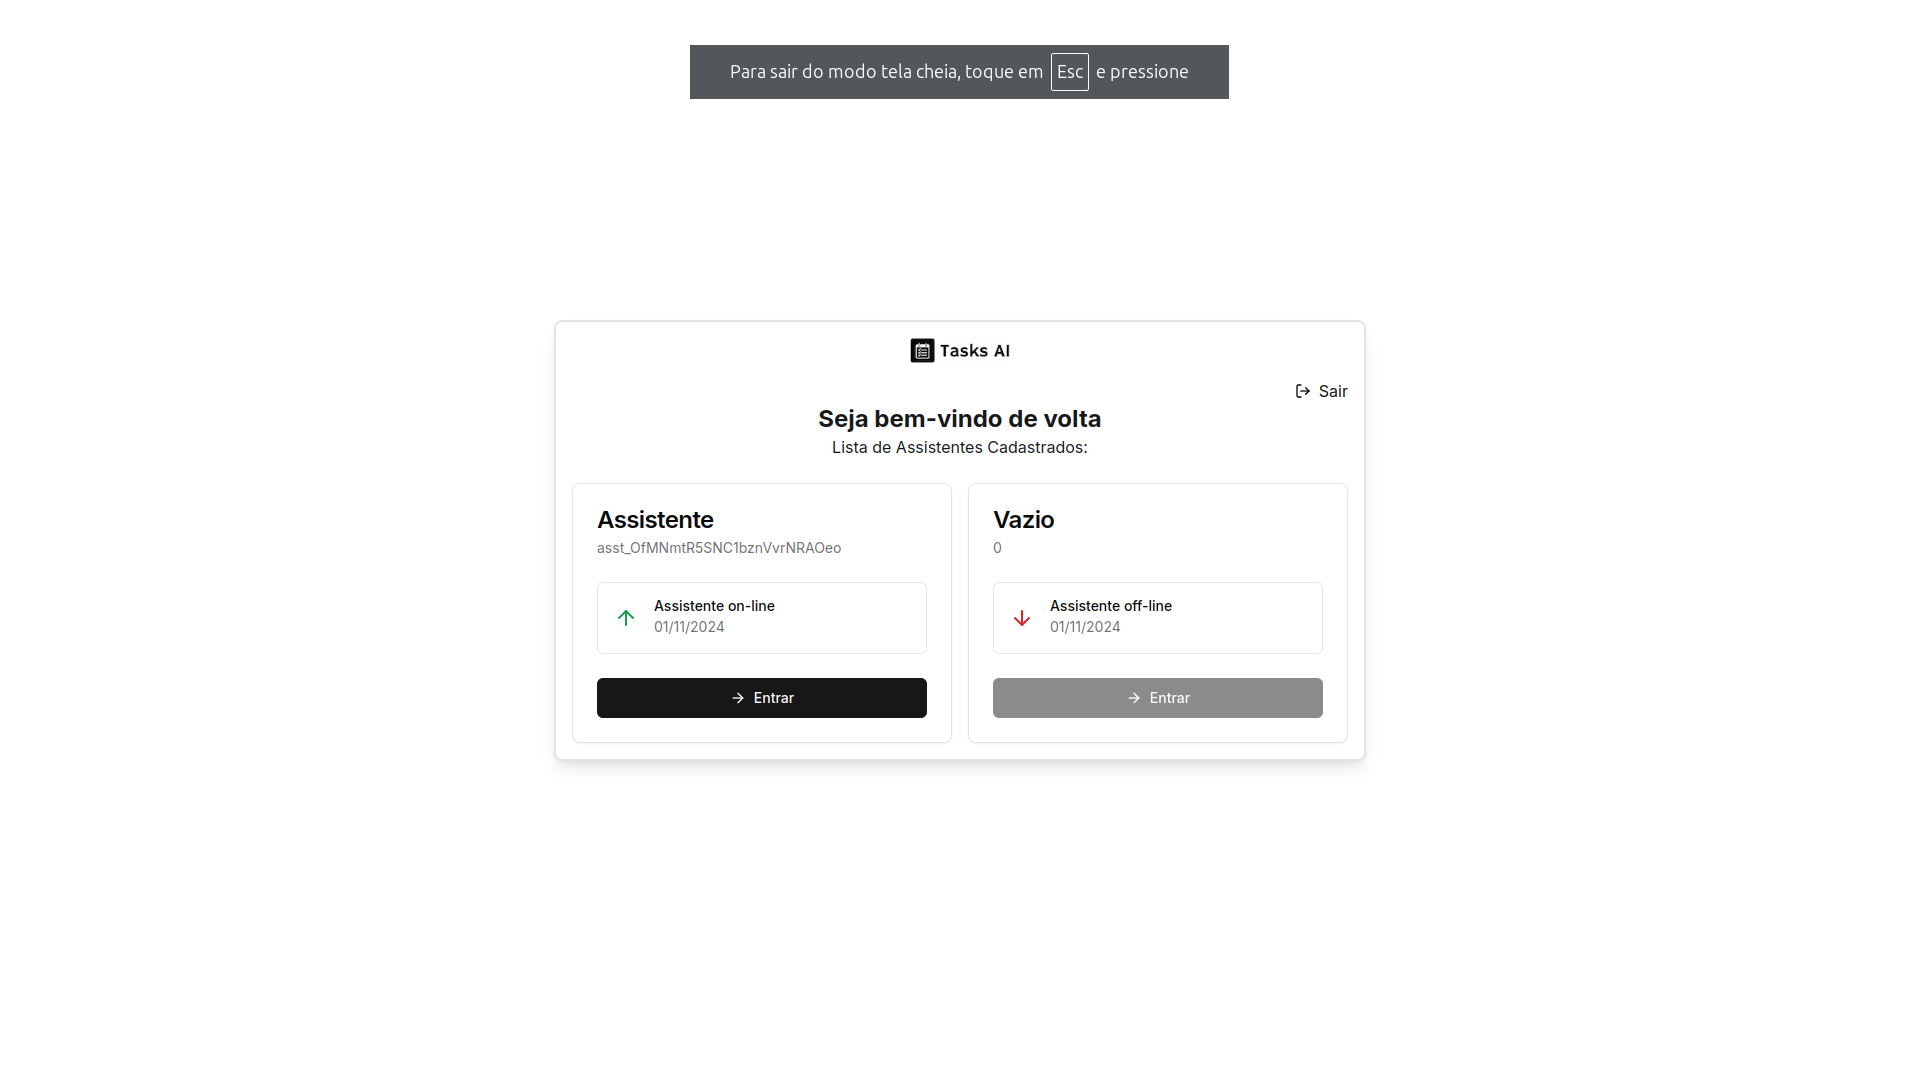 Para sair do modo tela cheia, toque em Esc e pressione
Tasks AI
Sair
Seja bem-vindo de volta
Lista de Assistentes Cadastrados:
Assistente
asst_OfMNmtR5SNC1bznVvrNRAOeo
Assistente on-line
01/11/2024
Entrar
Vazio
0
Assistente off-line
01/11/2024
Entrar